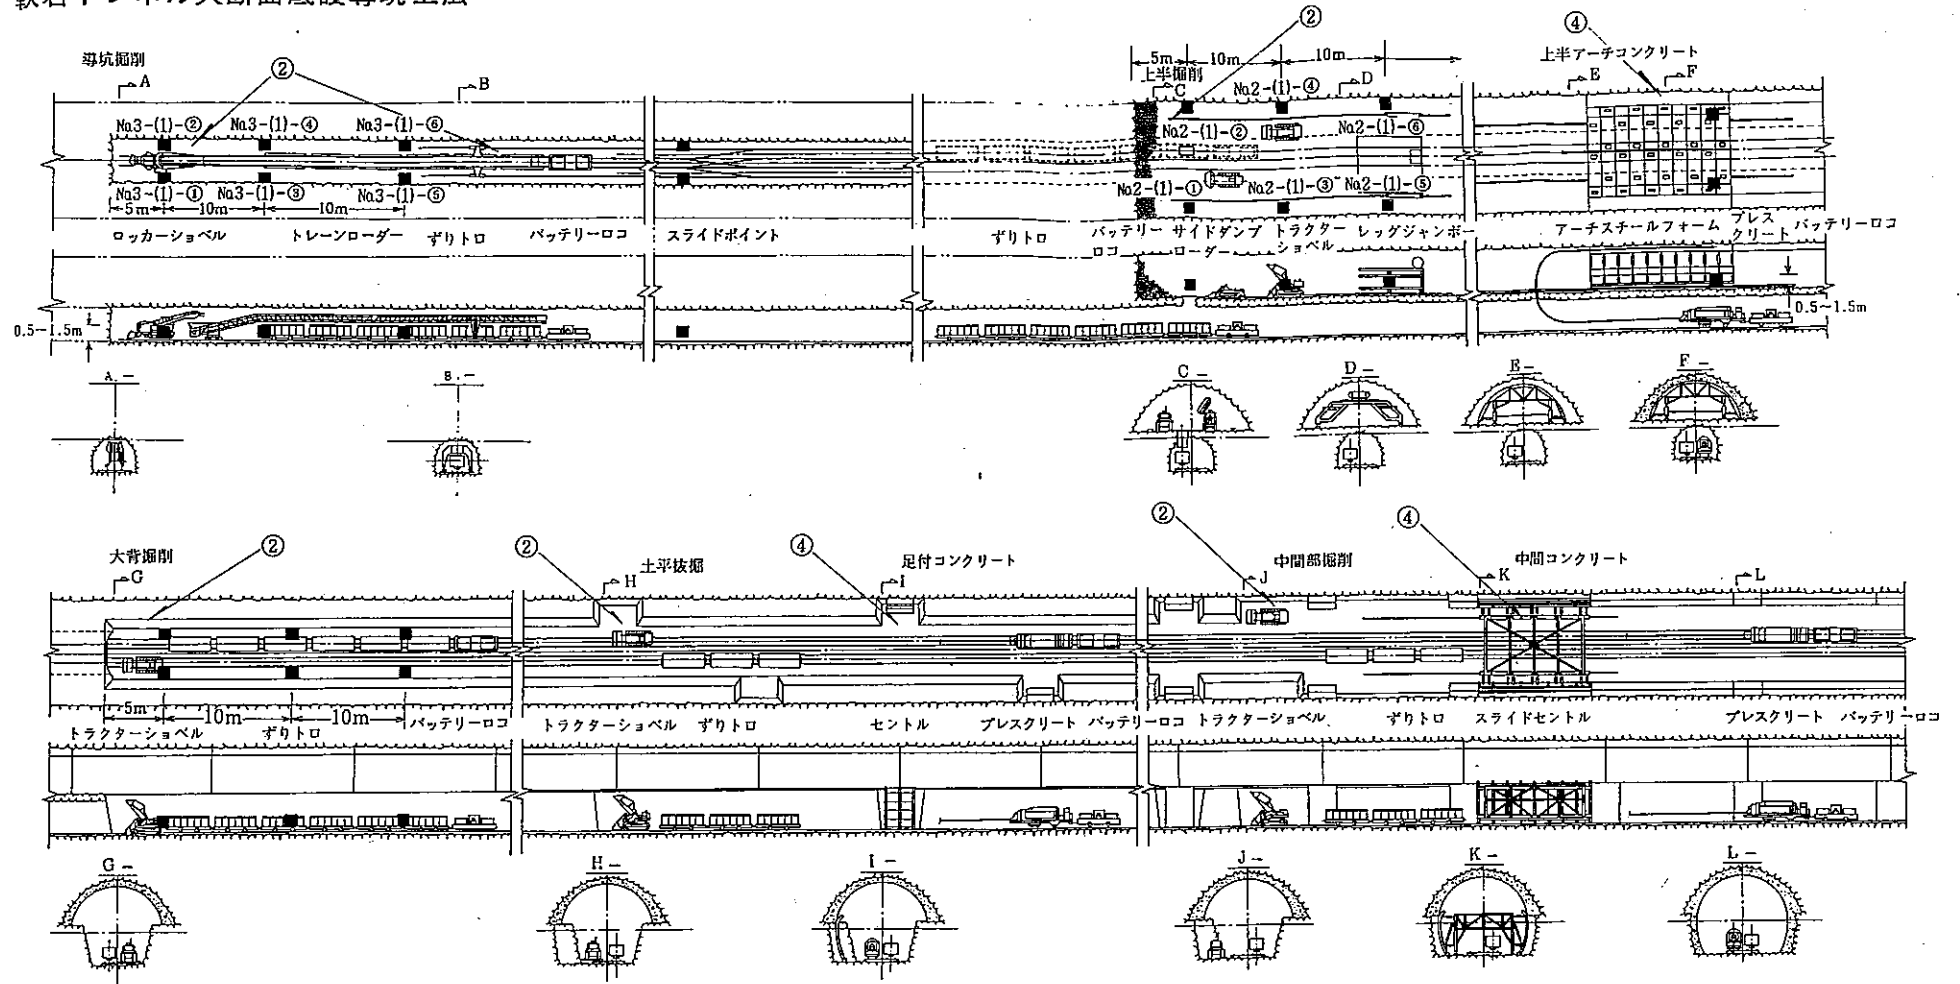 導坑掘削
A
②
B
No.3-(1)-② No.3-(1)-④ No.3-(1)-⑥
No.3-(1)-① No.3-(1)-③ No.3-(1)-⑤
5m 10m 10m
ロッカーショベル トレーンローダー ずりトロ バッテリーロコ スライドポイント
0.5~1.5m
②
5m 10m 10m
上半掘削
C
No.2-(1)-④
D
No.2-(1)-② No.2-(1)-⑥
No.2-(1)-① No.2-(1)-③ No.2-(1)-⑤
④
上半アーチコンクリート
E F
ずりトロ バッテリーロコ サイドダンプローダー トラクターショベル レッグジャンボー アーチスチールフォーム プレスクリート バッテリーロコ
0.5~1.5m
A.- B.- C- D- E- F-
大背掘削
G
②
②
土平抜掘
H
④
足付コンクリート
I
②
中間部掘削
J
④
中間コンクリート
K L
5m 10m 10m
トラクターショベル ずりトロ バッテリーロコ トラクターショベル ずりトロ セントル プレスクリート バッテリーロコ トラクターショベル ずりトロ スライドセントル プレスクリート バッテリーロコ
G- H- I- J- K- L-